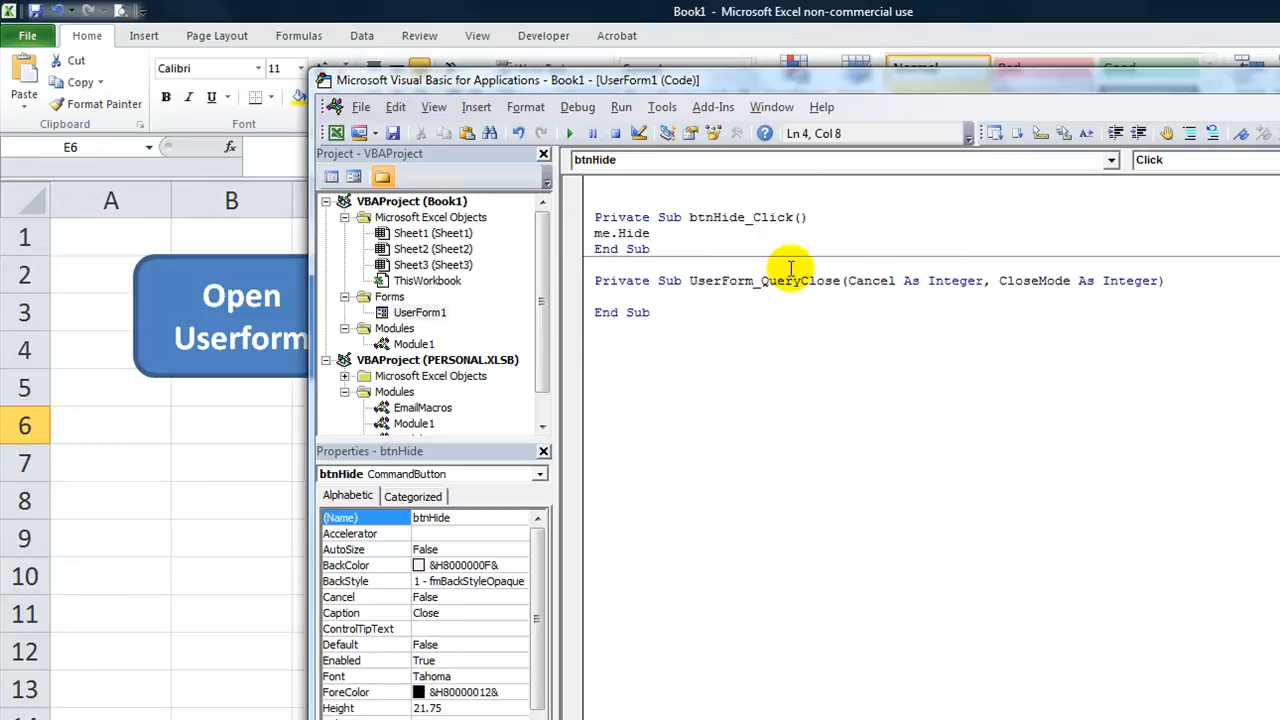 Book1 - Microsoft Excel non-commercial use
File Home Insert Page Layout Formulas Data Review View Developer Acrobat
Cut
Copy
Format Painter
Paste
Clipboard
Calibri 11
B I U
Font
Normal
Good
E6
fx
A B
1
2
3
4
5
6
7
8
9
10
11
12
13
Open
Userform
Microsoft Visual Basic for Applications - Book1 - [UserForm1 (Code)]
File Edit View Insert Format Debug Run Tools Add-Ins Window Help
Ln 4, Col 8
Project - VBAProject
VBAProject (Book1)
Microsoft Excel Objects
Sheet1 (Sheet1)
Sheet2 (Sheet2)
Sheet3 (Sheet3)
ThisWorkbook
Forms
UserForm1
Modules
Module1
VBAProject (PERSONAL.XLSB)
Microsoft Excel Objects
Modules
EmailMacros
Module1
Properties - btnHide
btnHide CommandButton
Alphabetic Categorized
(Name) btnHide
Accelerator
AutoSize False
BackColor &H8000000F&
BackStyle 1 - fmBackStyleOpaque
Cancel False
Caption Close
ControlTipText
Default False
Enabled True
Font Tahoma
ForeColor &H80000012&
Height 21.75
btnHide
Click
Private Sub btnHide_Click()
me.Hide
End Sub
Private Sub UserForm_QueryClose(Cancel As Integer, CloseMode As Integer)
End Sub